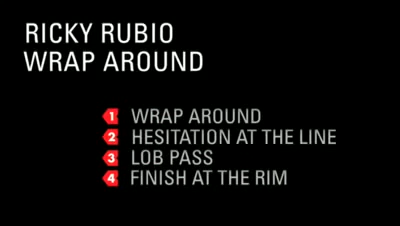 RICKY RUBIO
WRAP AROUND
1 WRAP AROUND
2 HESITATION AT THE LINE
3 LOB PASS
4 FINISH AT THE RIM